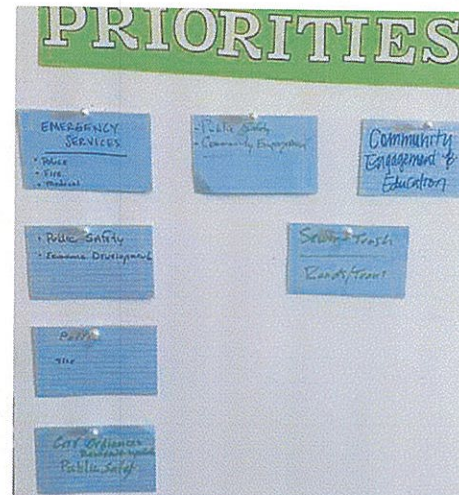 PRIORITIES
EMERGENCY
SERVICES
• Police
• Fire
• Medical
- Public Safety
- Community Engagement
Community
Engagement &
Education
• Public Safety
• Economic Development
Sewer Trash
Roads/
Police
Fire
City Ordinances
Public Safety